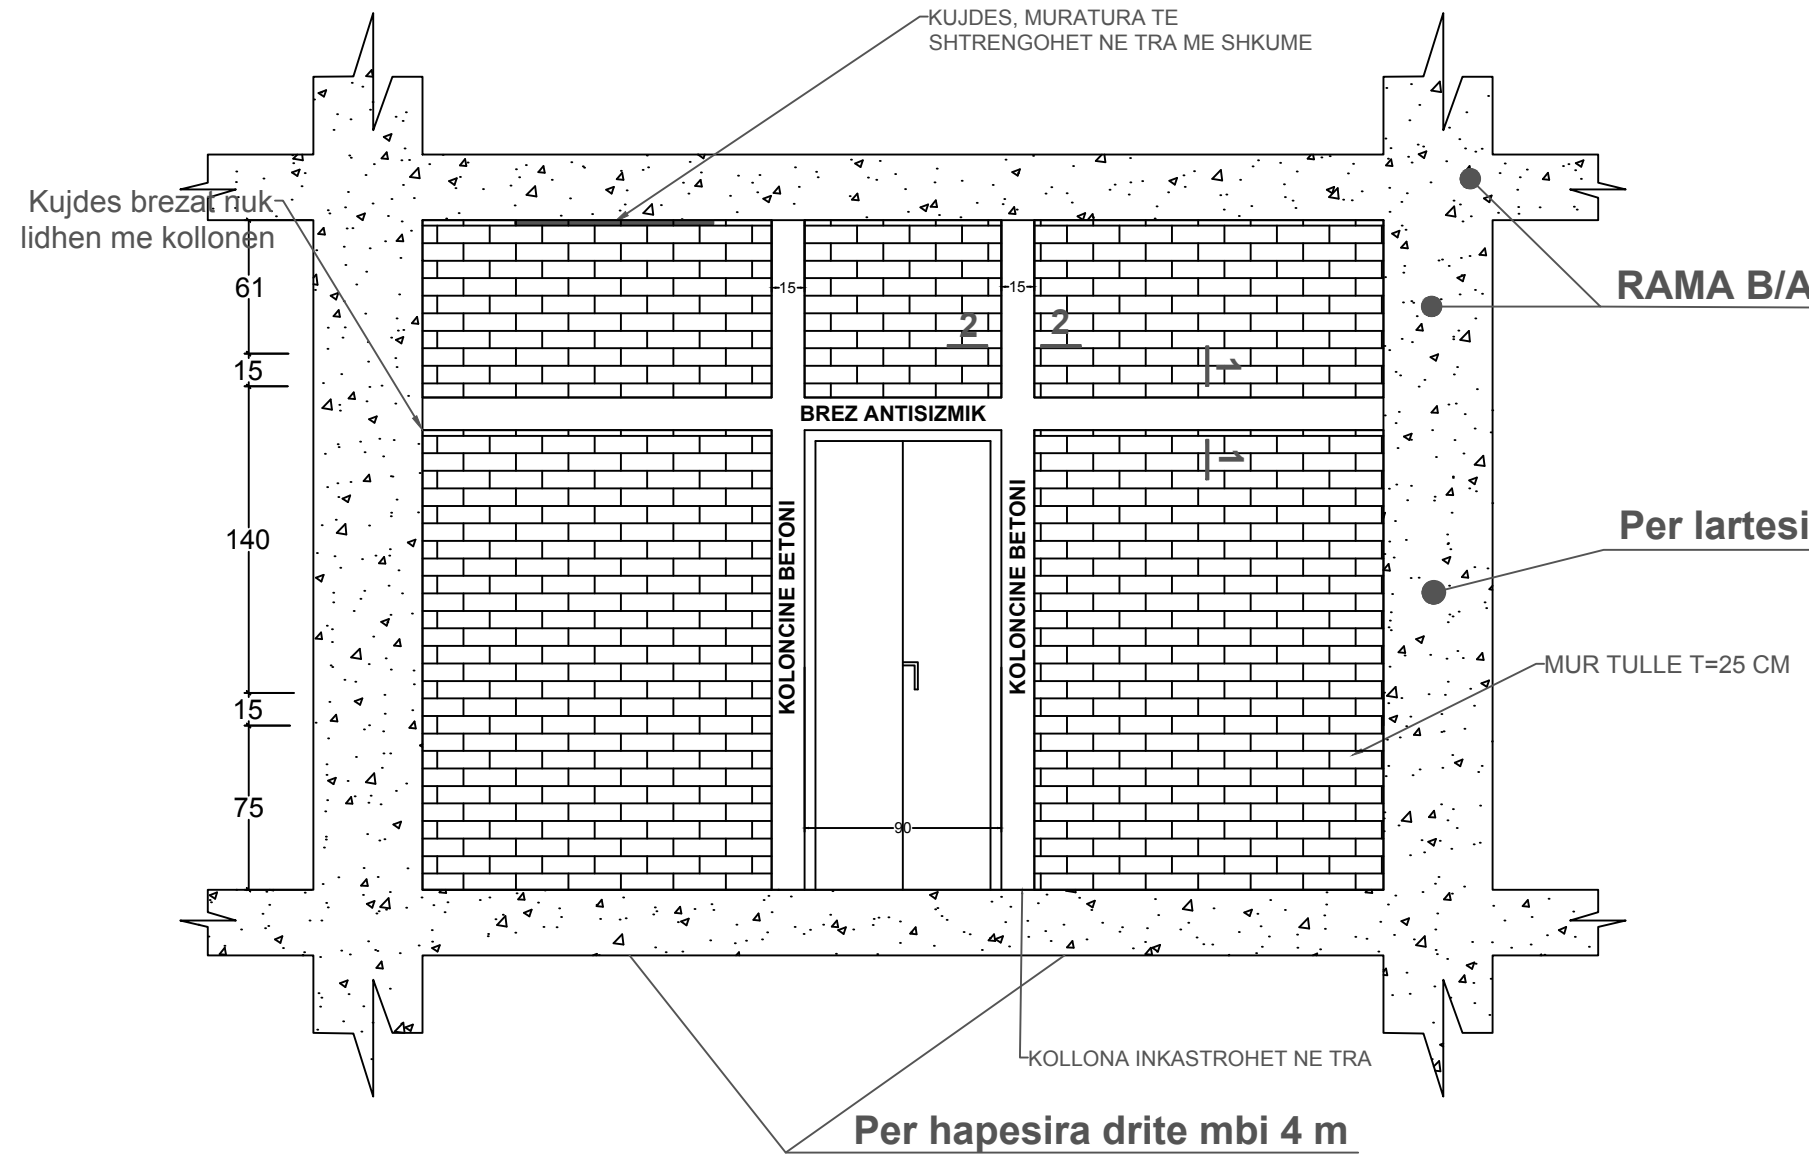 KUJDES, MURATURA TE
SHTRENGOHET NE TRA ME SHKUME
Kujdes brezat nuk
lidhen me kollonen
61
15
15
15
RAMA B/A
2
2
1
BREZ ANTISIZMIK
1
140
KOLONCINE BETONI
KOLONCINE BETONI
Per lartesi
MUR TULLE T=25 CM
15
75
90
KOLLONA INKASTROHET NE TRA
Per hapesira drite mbi 4 m